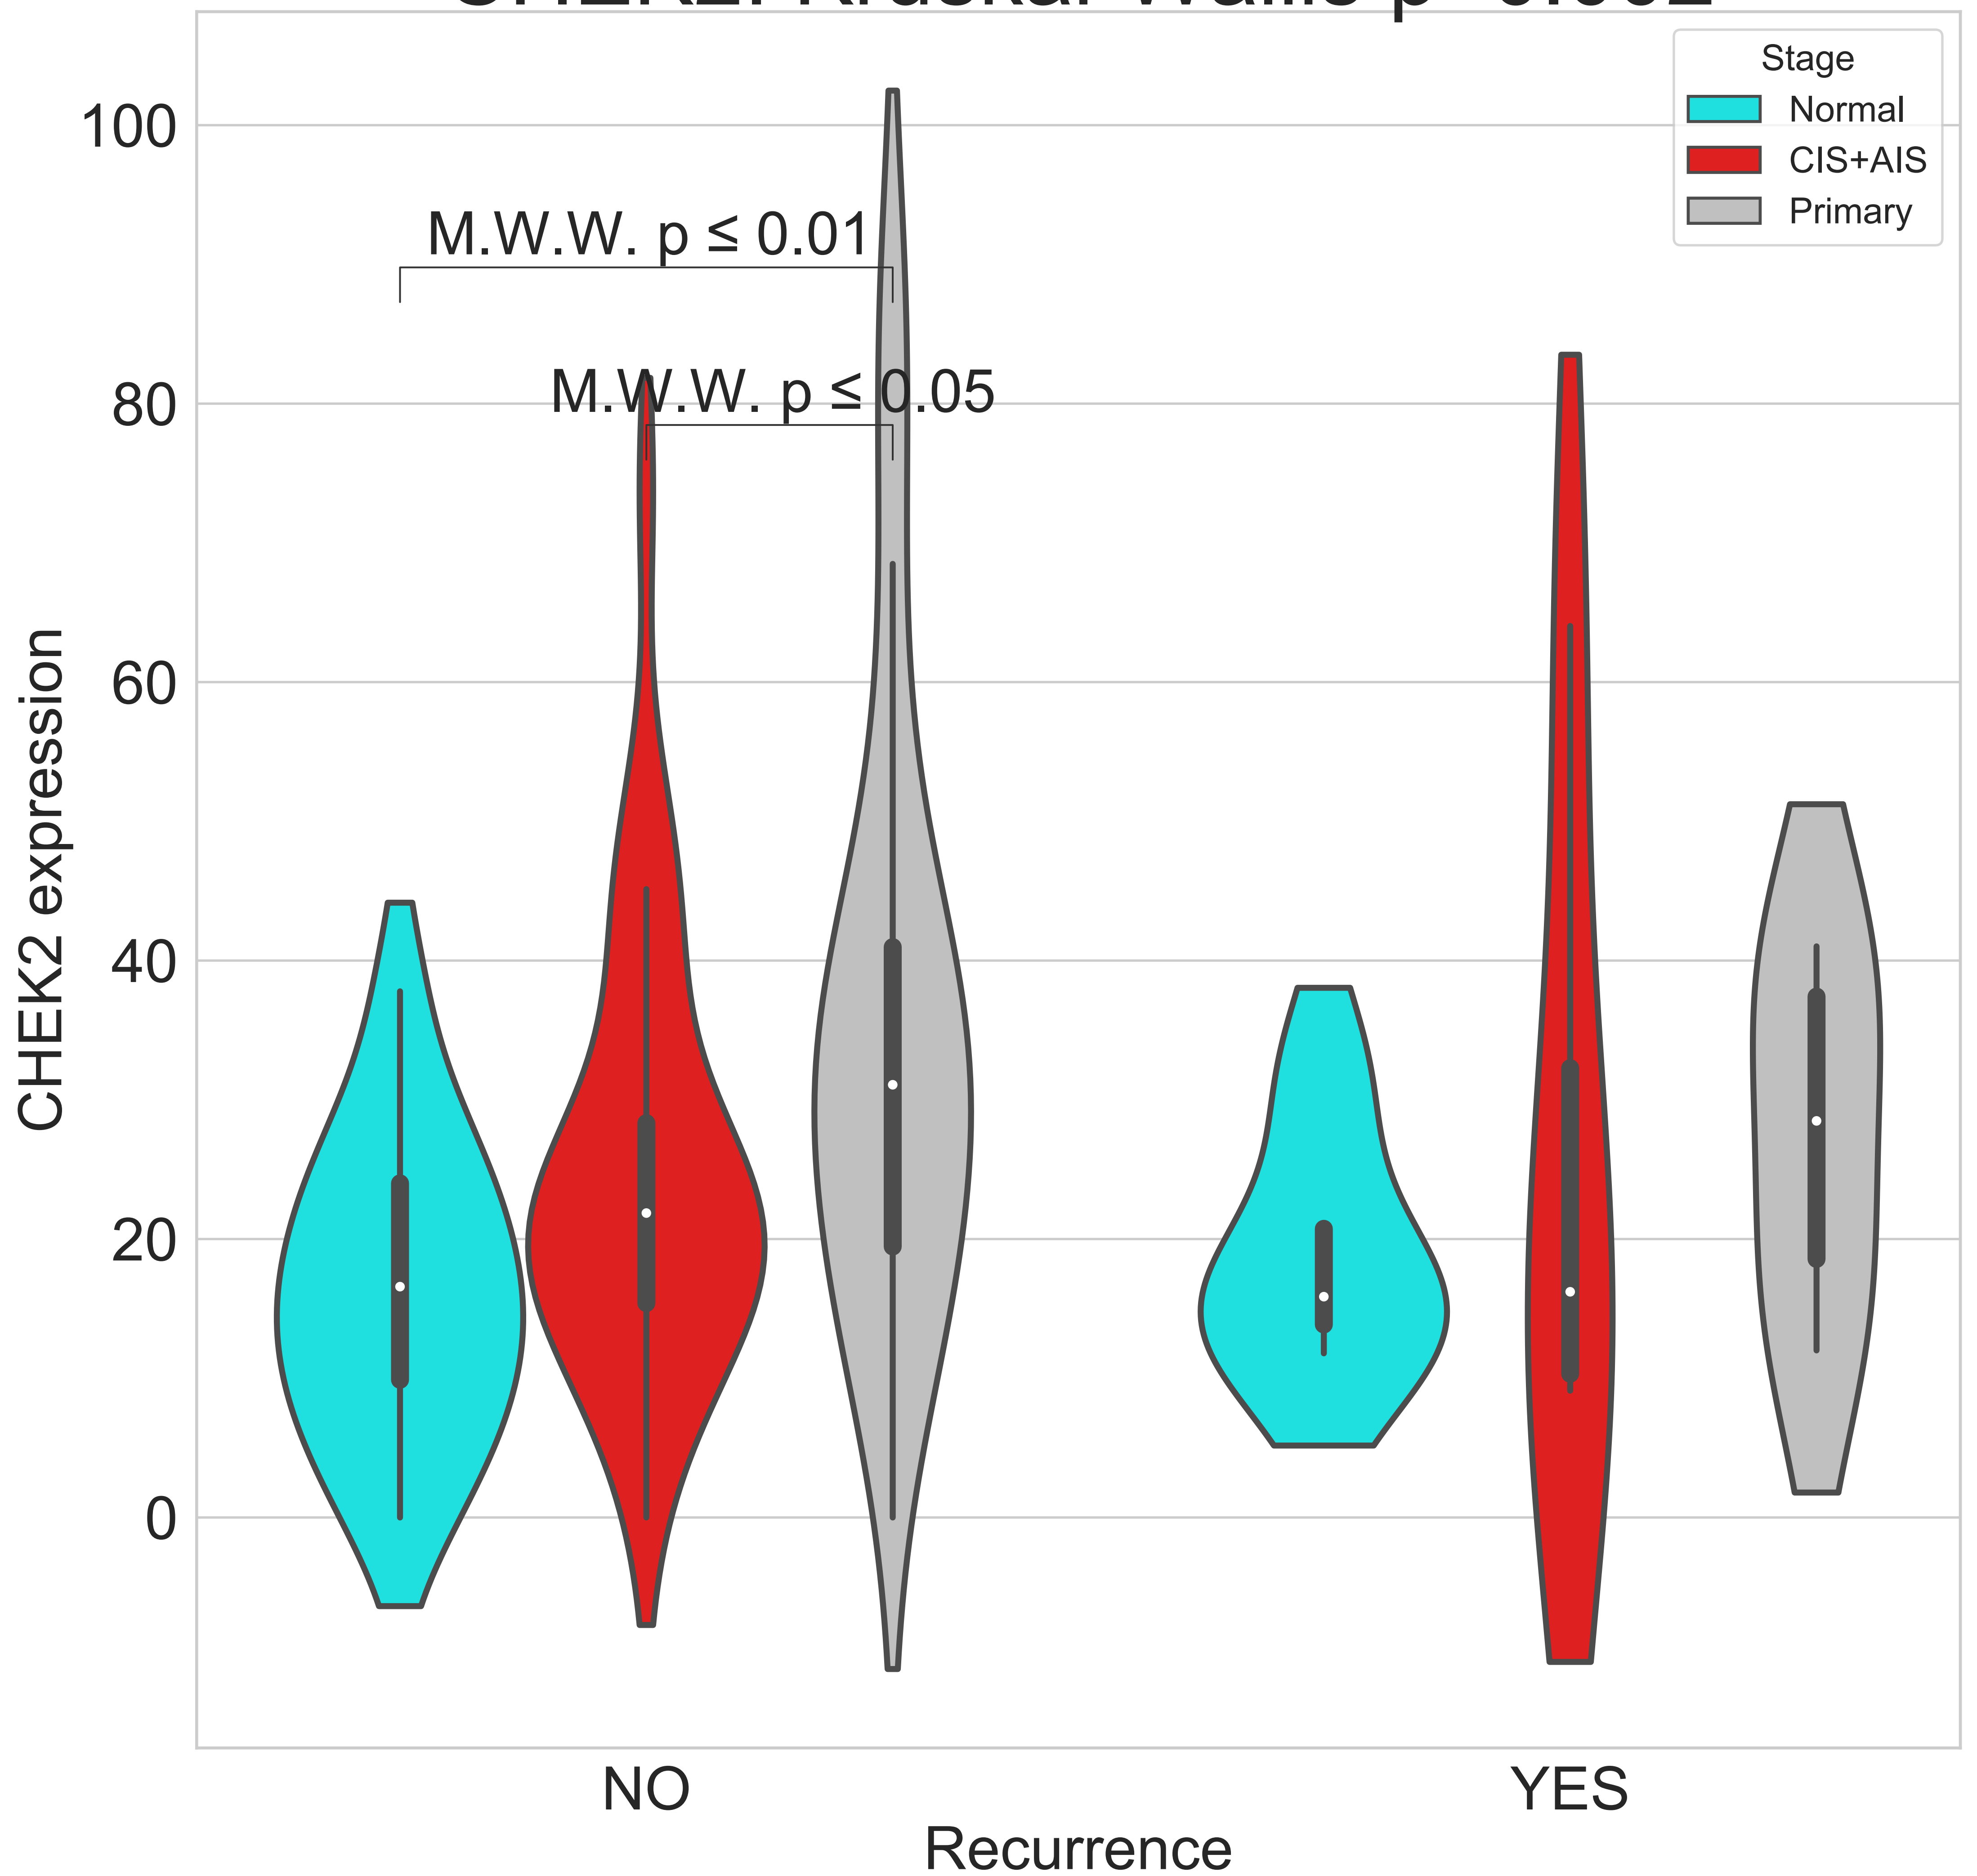 Stage
Normal
CIS+AIS
Primary
100
80
60
40
20
0
M.W.W. p ≤ 0.01
M.W.W. p ≤ 0.05
CHEK2 expression
NO
YES
Recurrence